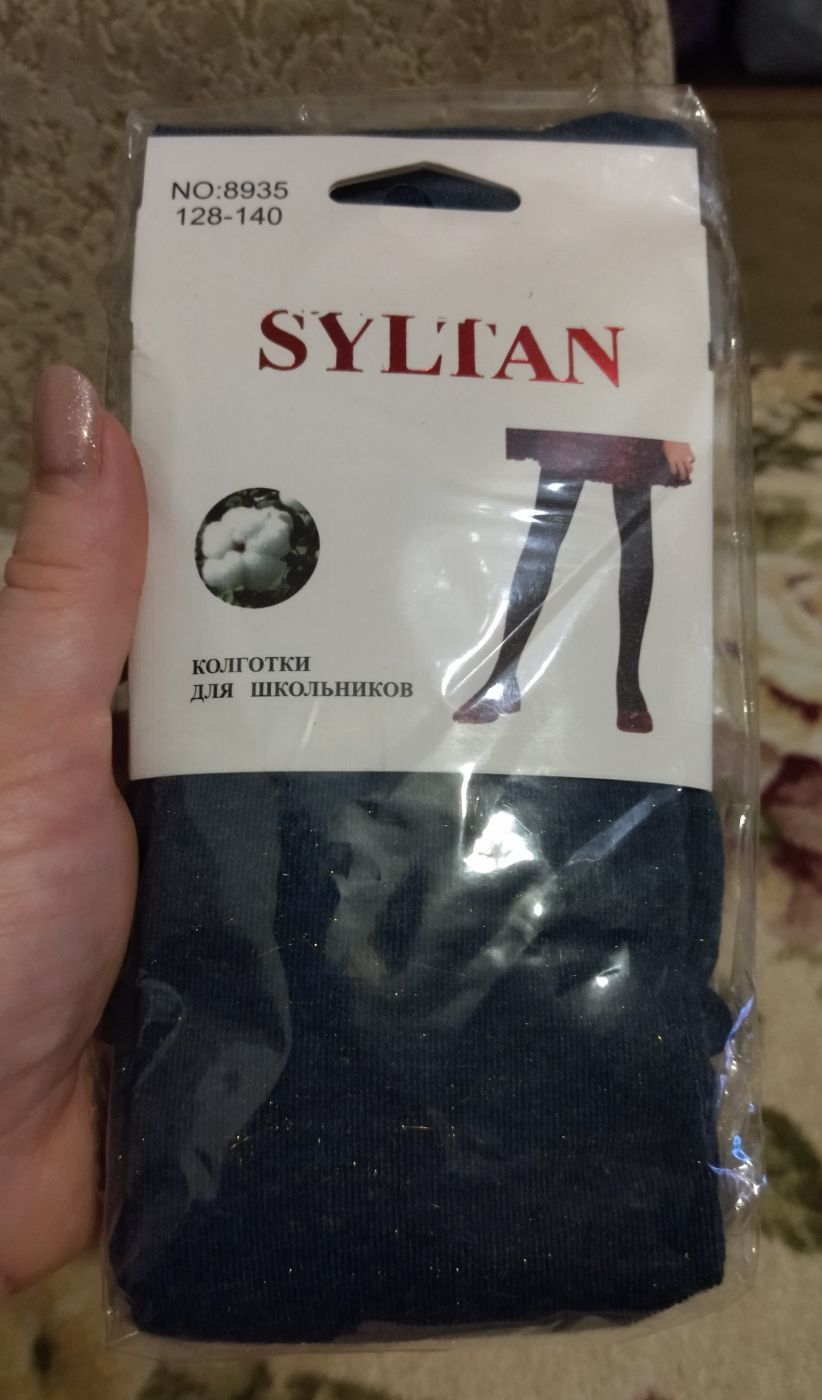 NO:8935
128-140
SYLTAN
КОЛГОТКИ
ДЛЯ ШКОЛЬНИКОВ